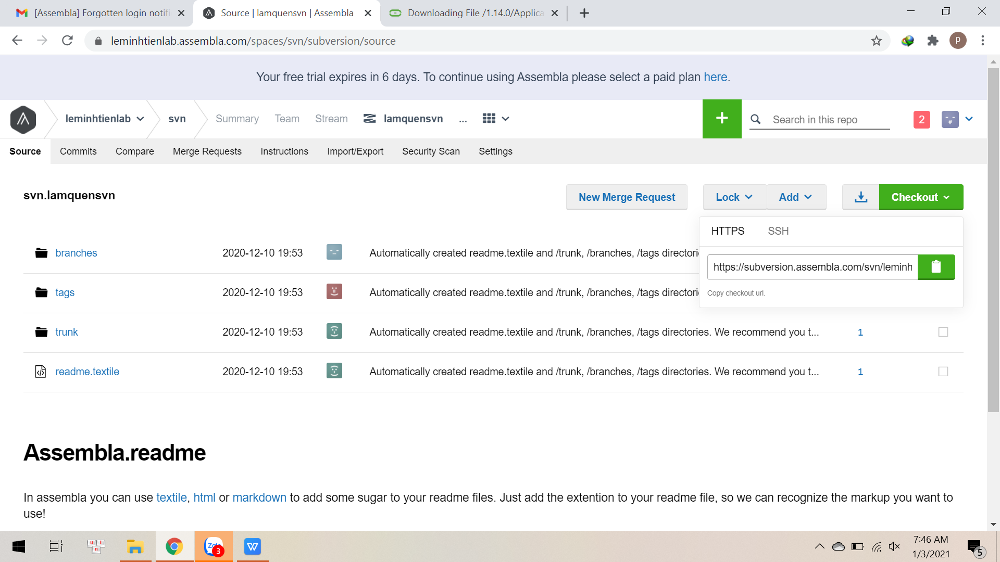 [Assembla] Forgotten login notifi
Source | lamquensvn | Assembla
Downloading File /1.14.0/Applica
leminhtienlab.assembla.com/spaces/svn/subversion/source
p
Your free trial expires in 6 days. To continue using Assembla please select a paid plan here.
leminhtienlab
svn
Summary
Team
Stream
lamquensvn
...
+
Search in this repo
2
Source
Commits
Compare
Merge Requests
Instructions
Import/Export
Security Scan
Settings
svn.lamquensvn
New Merge Request
Lock
Add
Checkout
HTTPS
SSH
https://subversion.assembla.com/svn/leminh
Copy checkout url.
branches 2020-12-10 19:53 Automatically created readme.textile and /trunk, /branches, /tags directori
tags 2020-12-10 19:53 Automatically created readme.textile and /trunk, /branches, /tags directori
trunk 2020-12-10 19:53 Automatically created readme.textile and /trunk, /branches, /tags directories. We recommend you t... 1
readme.textile 2020-12-10 19:53 Automatically created readme.textile and /trunk, /branches, /tags directories. We recommend you t... 1
Assembla.readme
In assembla you can use textile, html or markdown to add some sugar to your readme files. Just add the extention to your readme file, so we can recognize the markup you want to
use!
u i n
Zalo
3
W
7:46 AM
1/3/2021
5